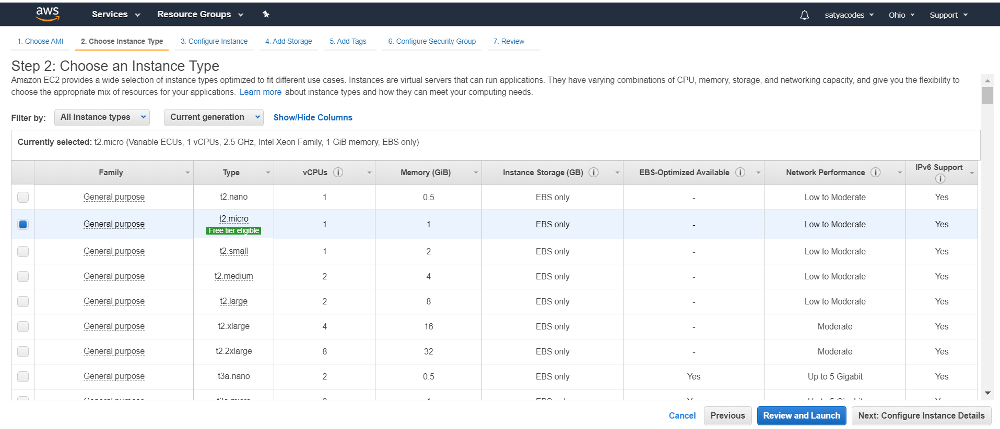 aws Services Resource Groups satyacodes Ohio Support
1. Choose AMI 2. Choose Instance Type 3. Configure Instance 4. Add Storage 5. Add Tags 6. Configure Security Group 7. Review
Step 2: Choose an Instance Type
Amazon EC2 provides a wide selection of instance types optimized to fit different use cases. Instances are virtual servers that can run applications. They have varying combinations of CPU, memory, storage, and networking capacity, and give you the flexibility to
choose the appropriate mix of resources for your applications. Learn more about instance types and how they can meet your computing needs.
Filter by: All instance types Current generation Show/Hide Columns
Currently selected: t2.micro (Variable ECUs, 1 vCPUs, 2.5 GHz, Intel Xeon Family, 1 GiB memory, EBS only)
Family Type vCPUs Memory (GiB) Instance Storage (GB) EBS-Optimized Available Network Performance IPv6 Support
General purpose t2.nano 1 0.5 EBS only - Low to Moderate Yes
General purpose t2.micro 1 1 EBS only - Low to Moderate Yes
Free tier eligible
General purpose t2.small 1 2 EBS only - Low to Moderate Yes
General purpose t2.medium 2 4 EBS only - Low to Moderate Yes
General purpose t2.large 2 8 EBS only - Low to Moderate Yes
General purpose t2.xlarge 4 16 EBS only - Moderate Yes
General purpose t2.2xlarge 8 32 EBS only - Moderate Yes
General purpose t3a.nano 2 0.5 EBS only Yes Up to 5 Gigabit Yes
Cancel Previous Review and Launch Next: Configure Instance Details